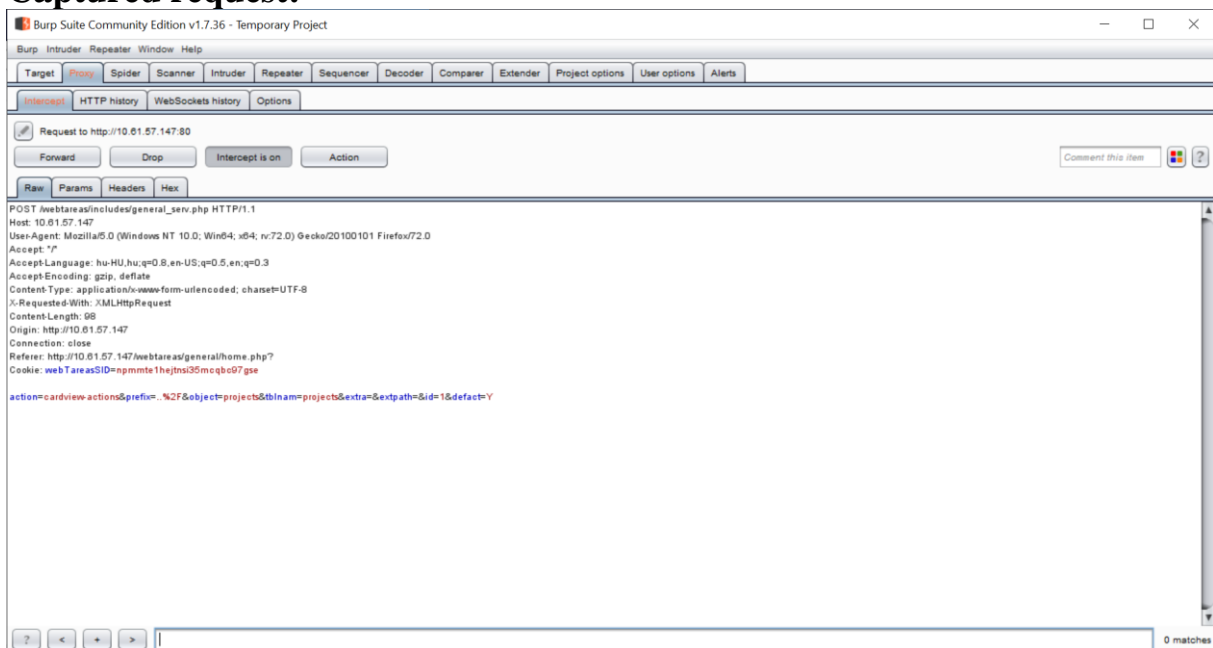 Captured request:
Burp Suite Community Edition v1.7.36 - Temporary Project
Burp Intruder Repeater Window Help
Target Proxy Spider Scanner Intruder Repeater Sequencer Decoder Comparer Extender Project options User options Alerts
Intercept HTTP history WebSockets history Options
Request to http://10.61.57.147:80
Forward Drop Intercept is on Action Comment this item ?
Raw Params Headers Hex
POST /webtareas/includes/general_serv.php HTTP/1.1
Host: 10.61.57.147
User-Agent: Mozilla/5.0 (Windows NT 10.0; Win64; x64; rv:72.0) Gecko/20100101 Firefox/72.0
Accept: */*
Accept-Language: hu-HU,hu;q=0.8,en-US;q=0.5,en;q=0.3
Accept-Encoding: gzip, deflate
Content-Type: application/x-www-form-urlencoded; charset=UTF-8
X-Requested-With: XMLHttpRequest
Content-Length: 98
Origin: http://10.61.57.147
Connection: close
Referer: http://10.61.57.147/webtareas/general/home.php?
Cookie: webTareasSID=npmmte1hejtnsi35mcqbc97gse
action=cardview-actions&prefix=..%2F&object=projects&tblnam=projects&extra=&extpath=&id=1&defact=Y
? < + > 0 matches